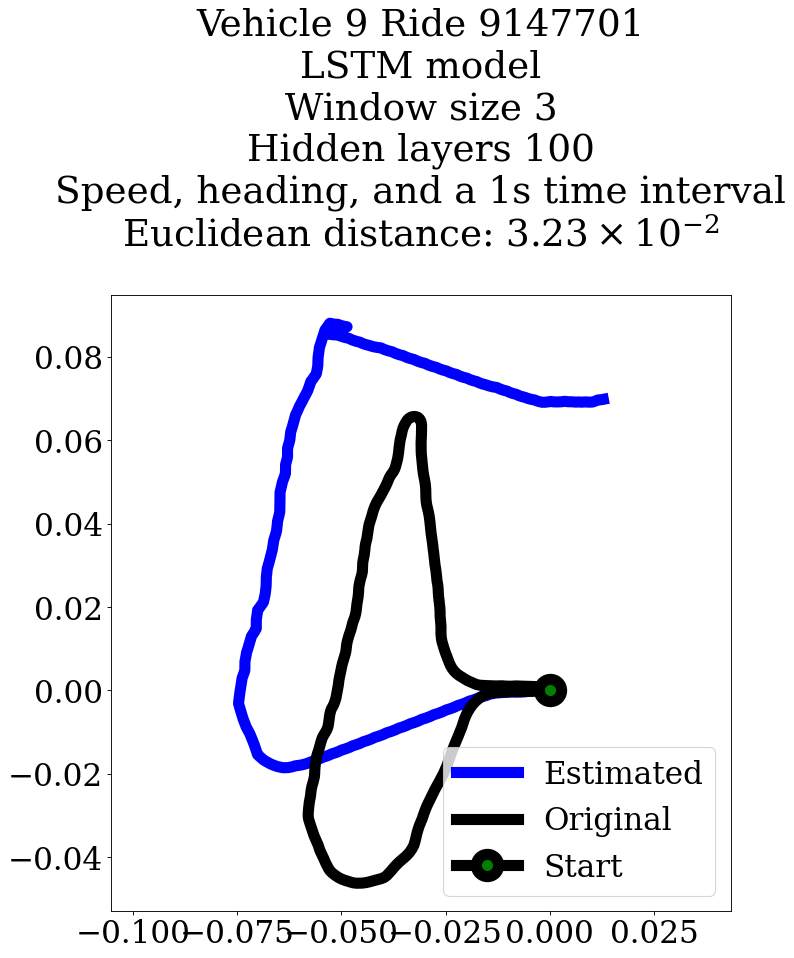 Vehicle 9 Ride 9147701
LSTM model
Window size 3
Hidden layers 100
Speed, heading, and a 1s time interval
Euclidean distance: 3.23 × 10⁻²
0.08
0.06
0.04
0.02
0.00
−0.02
−0.04
Estimated
Original
Start
−0.100 −0.075 −0.050 −0.025 0.000 0.025